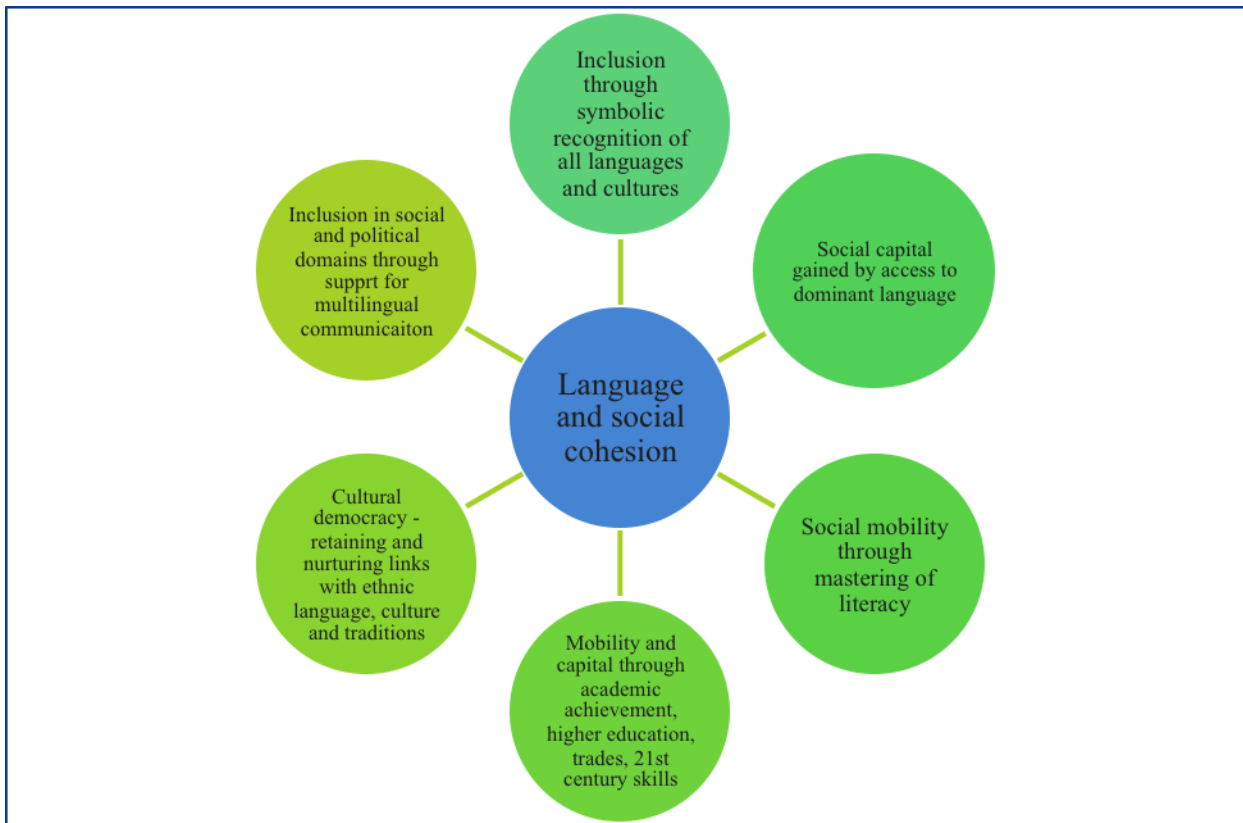 Inclusion
through
symbolic
recognition of
all languages
and cultures
Social capital
gained by access to
dominant language
Social mobility
through
mastering of
literacy
Mobility and
capital through
academic
achievement,
higher education,
trades, 21st
century skills
Cultural
democracy -
retaining and
nurturing links
with ethnic
language, culture
and traditions
Inclusion in social
and political
domains through
supprt for
multilingual
communicaiton
Language
and social
cohesion